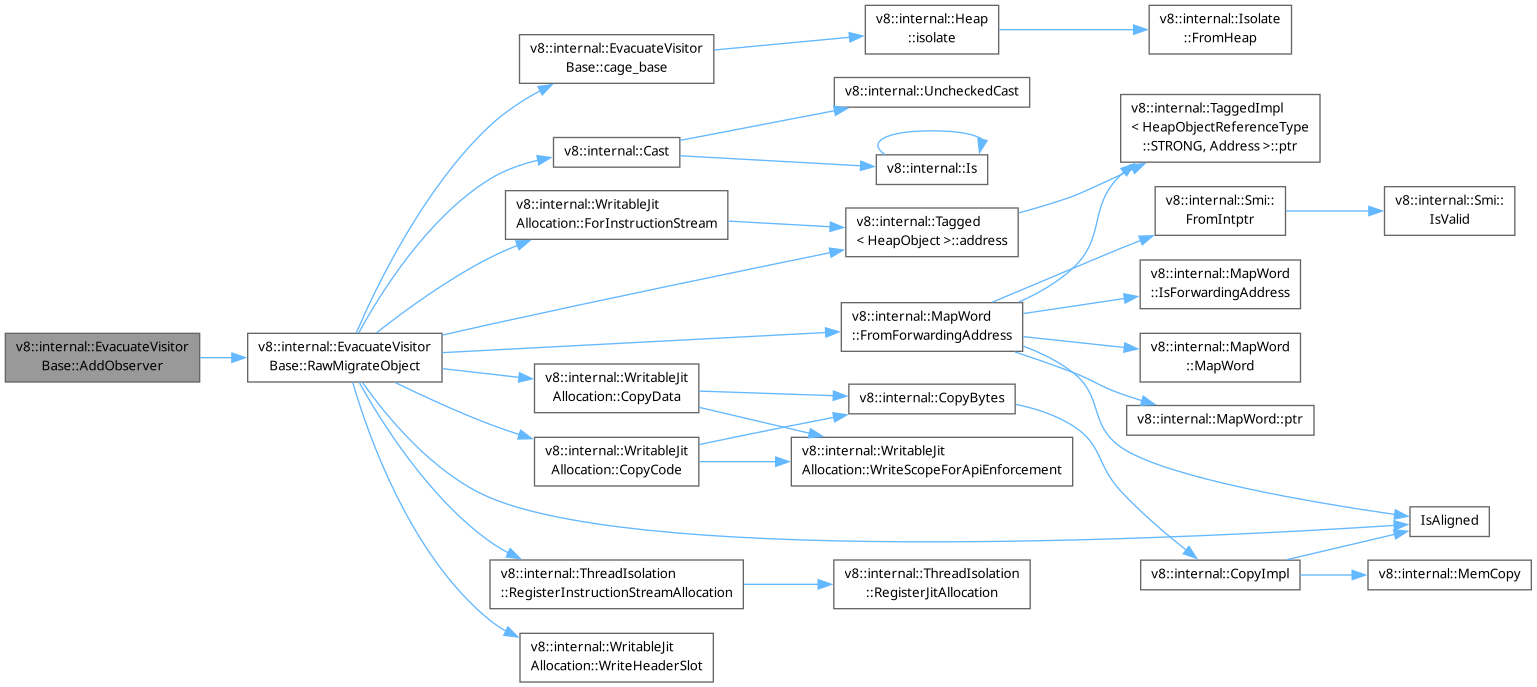 v8::internal::EvacuateVisitor
Base::AddObserver
v8::internal::EvacuateVisitor
Base::RawMigrateObject
v8::internal::EvacuateVisitor
Base::cage_base
v8::internal::Heap
::isolate
v8::internal::Isolate
::FromHeap
v8::internal::Cast
v8::internal::UncheckedCast
v8::internal::Is
v8::internal::WritableJit
Allocation::ForInstructionStream
v8::internal::Tagged
< HeapObject >::address
v8::internal::TaggedImpl
< HeapObjectReferenceType
::STRONG, Address >::ptr
v8::internal::MapWord
::FromForwardingAddress
v8::internal::Smi::
FromIntptr
v8::internal::Smi::
IsValid
v8::internal::MapWord
::IsForwardingAddress
v8::internal::MapWord
::MapWord
v8::internal::MapWord::ptr
v8::internal::WritableJit
Allocation::CopyData
v8::internal::CopyBytes
v8::internal::WritableJit
Allocation::CopyCode
v8::internal::WritableJit
Allocation::WriteScopeForApiEnforcement
IsAligned
v8::internal::CopyImpl
v8::internal::MemCopy
v8::internal::ThreadIsolation
::RegisterInstructionStreamAllocation
v8::internal::ThreadIsolation
::RegisterJitAllocation
v8::internal::WritableJit
Allocation::WriteHeaderSlot